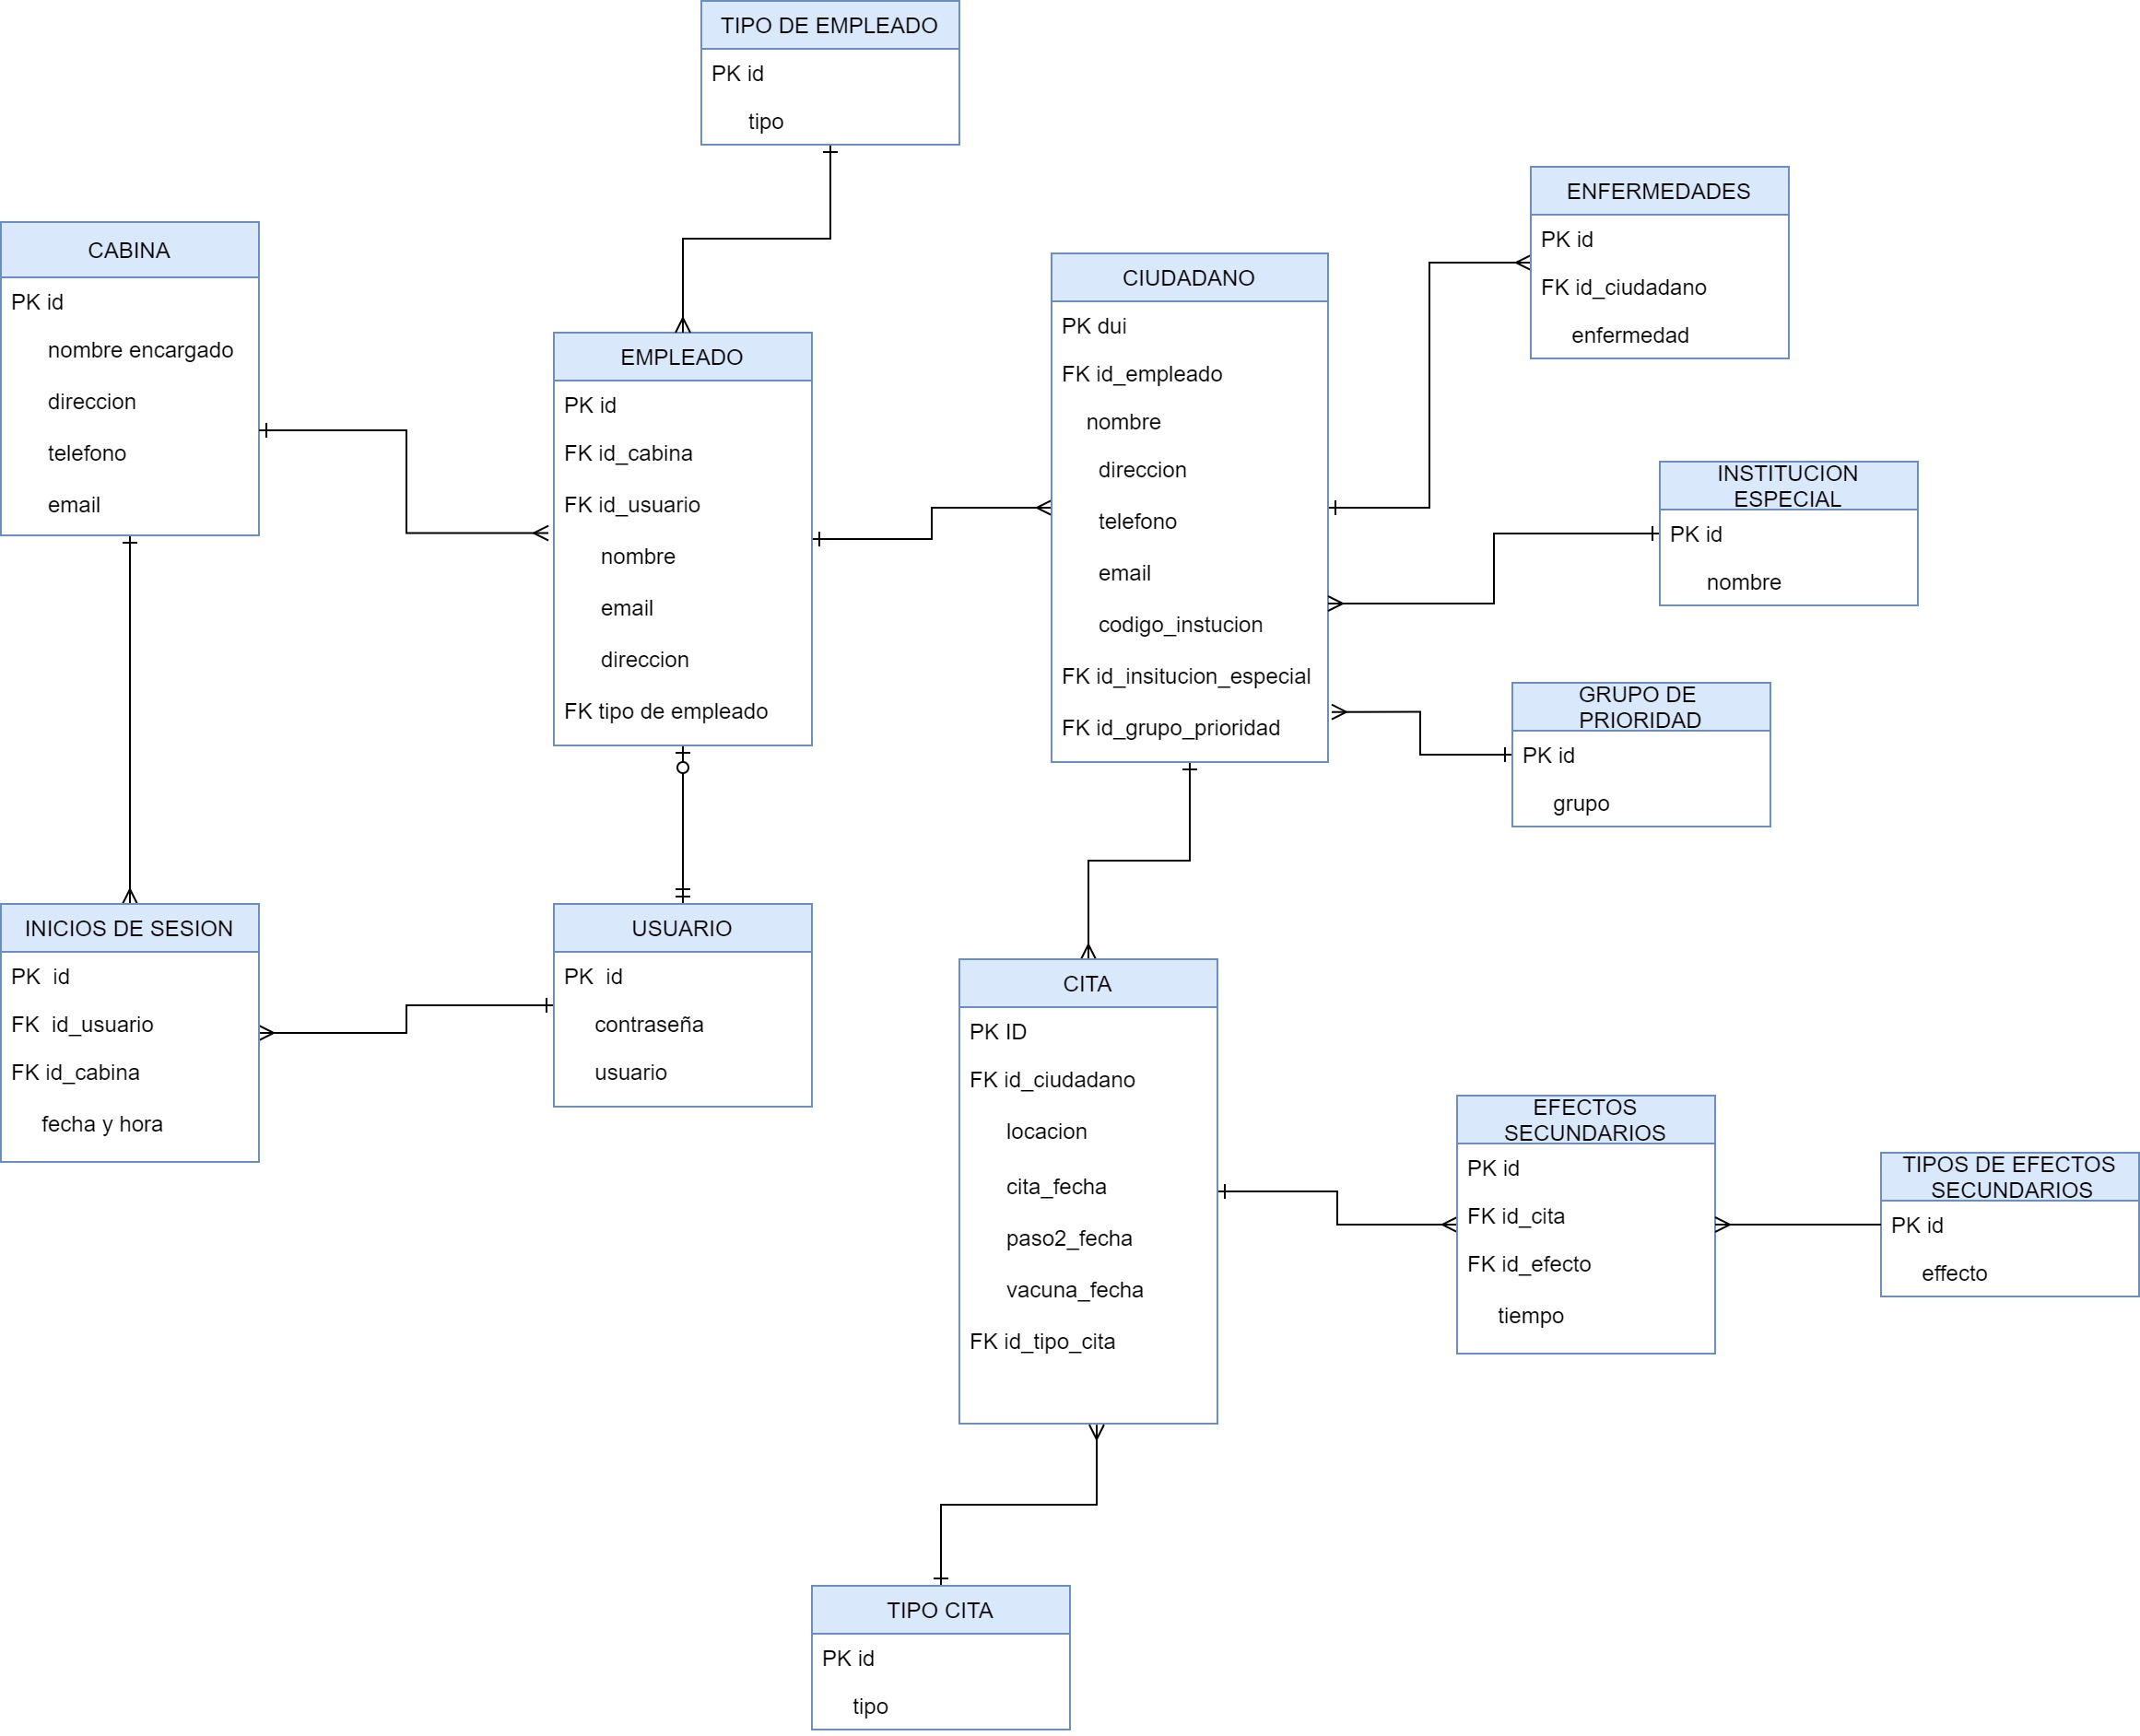 TIPO DE EMPLEADO
PK id
tipo
CABINA
PK id
nombre encargado
direccion
telefono
email
EMPLEADO
PK id
FK id_cabina
FK id_usuario
nombre
email
direccion
FK tipo de empleado
CIUDADANO
PK dui
FK id_empleado
nombre
direccion
telefono
email
codigo_instucion
FK id_insitucion_especial
FK id_grupo_prioridad
ENFERMEDADES
PK id
FK id_ciudadano
enfermedad
INSTITUCION
ESPECIAL
PK id
nombre
GRUPO DE
PRIORIDAD
PK id
grupo
INICIOS DE SESION
PK  id
FK  id_usuario
FK id_cabina
fecha y hora
USUARIO
PK  id
contraseña
usuario
CITA
PK ID
FK id_ciudadano
locacion
cita_fecha
paso2_fecha
vacuna_fecha
FK id_tipo_cita
EFECTOS
SECUNDARIOS
PK id
FK id_cita
FK id_efecto
tiempo
TIPOS DE EFECTOS
SECUNDARIOS
PK id
effecto
TIPO CITA
PK id
tipo